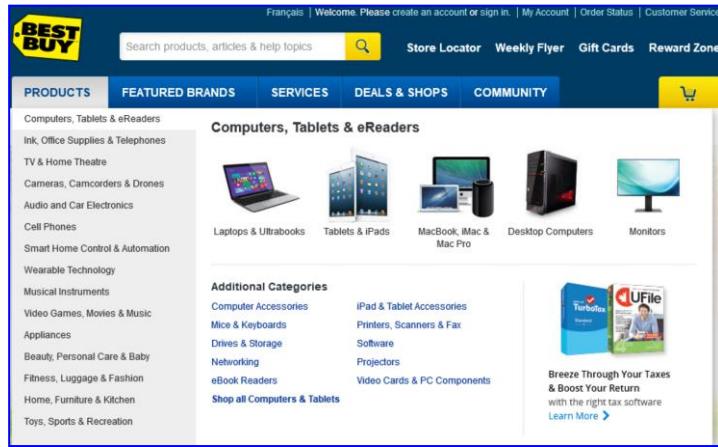 Français | Welcome. Please create an account or sign in. | My Account | Order Status | Customer Service
BEST
BUY
Search products, articles & help topics
Store Locator Weekly Flyer Gift Cards Reward Zone
PRODUCTS FEATURED BRANDS SERVICES DEALS & SHOPS COMMUNITY
Computers, Tablets & eReaders
Ink, Office Supplies & Telephones
TV & Home Theatre
Cameras, Camcorders & Drones
Audio and Car Electronics
Cell Phones
Smart Home Control & Automation
Wearable Technology
Musical Instruments
Video Games, Movies & Music
Appliances
Beauty, Personal Care & Baby
Fitness, Luggage & Fashion
Home, Furniture & Kitchen
Toys, Sports & Recreation
Computers, Tablets & eReaders
Laptops & Ultrabooks
Tablets & iPads
MacBook, iMac &
Mac Pro
Desktop Computers
Monitors
Additional Categories
Computer Accessories
Mice & Keyboards
Drives & Storage
Networking
eBook Readers
Shop all Computers & Tablets
iPad & Tablet Accessories
Printers, Scanners & Fax
Software
Projectors
Video Cards & PC Components
TurboTax
Standard
UFile
Breeze Through Your Taxes
& Boost Your Return
with the right tax software
Learn More